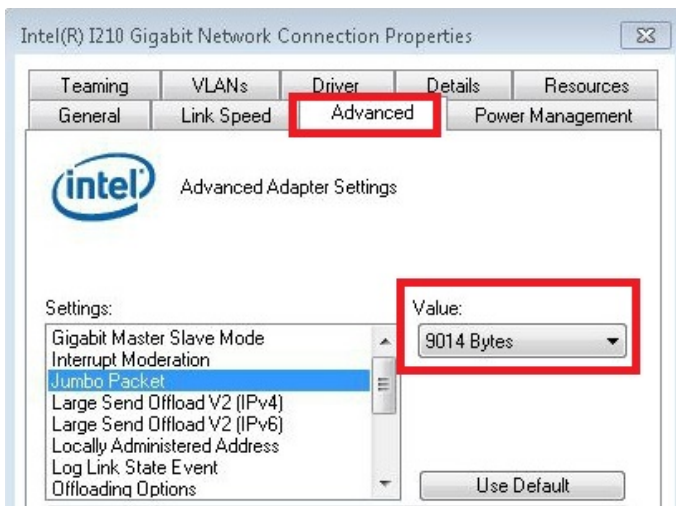 Intel(R) I210 Gigabit Network Connection Properties
Teaming VLANs Driver Details Resources
General Link Speed Advanced Power Management
intel Advanced Adapter Settings
Settings: Value:
Gigabit Master Slave Mode 9014 Bytes
Interrupt Moderation
Jumbo Packet
Large Send Offload V2 (IPv4)
Large Send Offload V2 (IPv6)
Locally Administered Address
Log Link State Event
Offloading Options Use Default